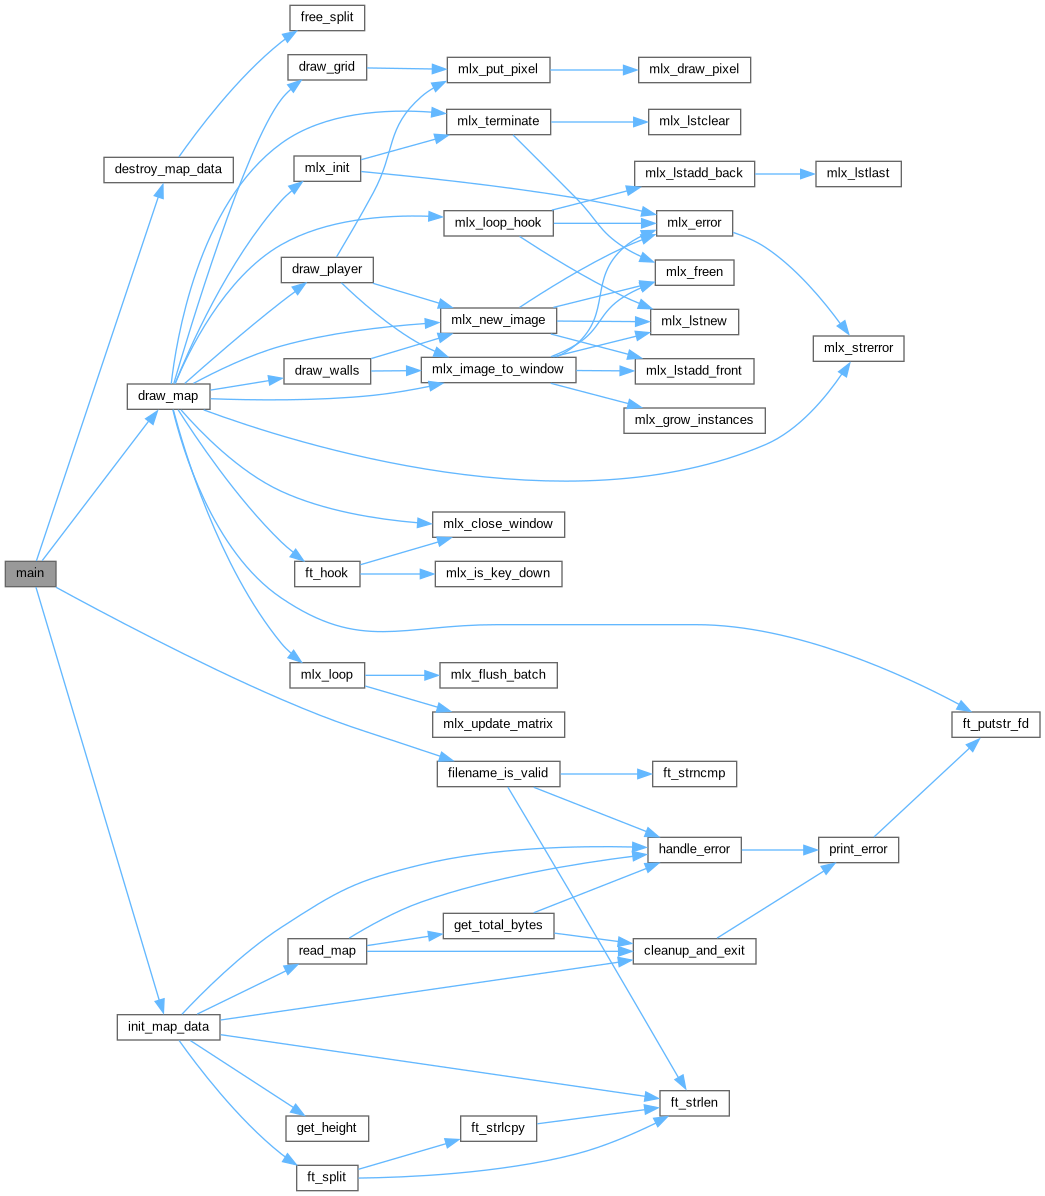 free_split
draw_grid
mlx_put_pixel
mlx_draw_pixel
mlx_terminate
mlx_lstclear
destroy_map_data
mlx_init
mlx_lstadd_back
mlx_lstlast
mlx_loop_hook
mlx_error
draw_player
mlx_freen
mlx_new_image
mlx_lstnew
mlx_strerror
draw_walls
mlx_image_to_window
mlx_lstadd_front
draw_map
mlx_grow_instances
mlx_close_window
main
ft_hook
mlx_is_key_down
mlx_loop
mlx_flush_batch
mlx_update_matrix
ft_putstr_fd
filename_is_valid
ft_strncmp
handle_error
print_error
get_total_bytes
read_map
cleanup_and_exit
init_map_data
ft_strlen
get_height
ft_strlcpy
ft_split